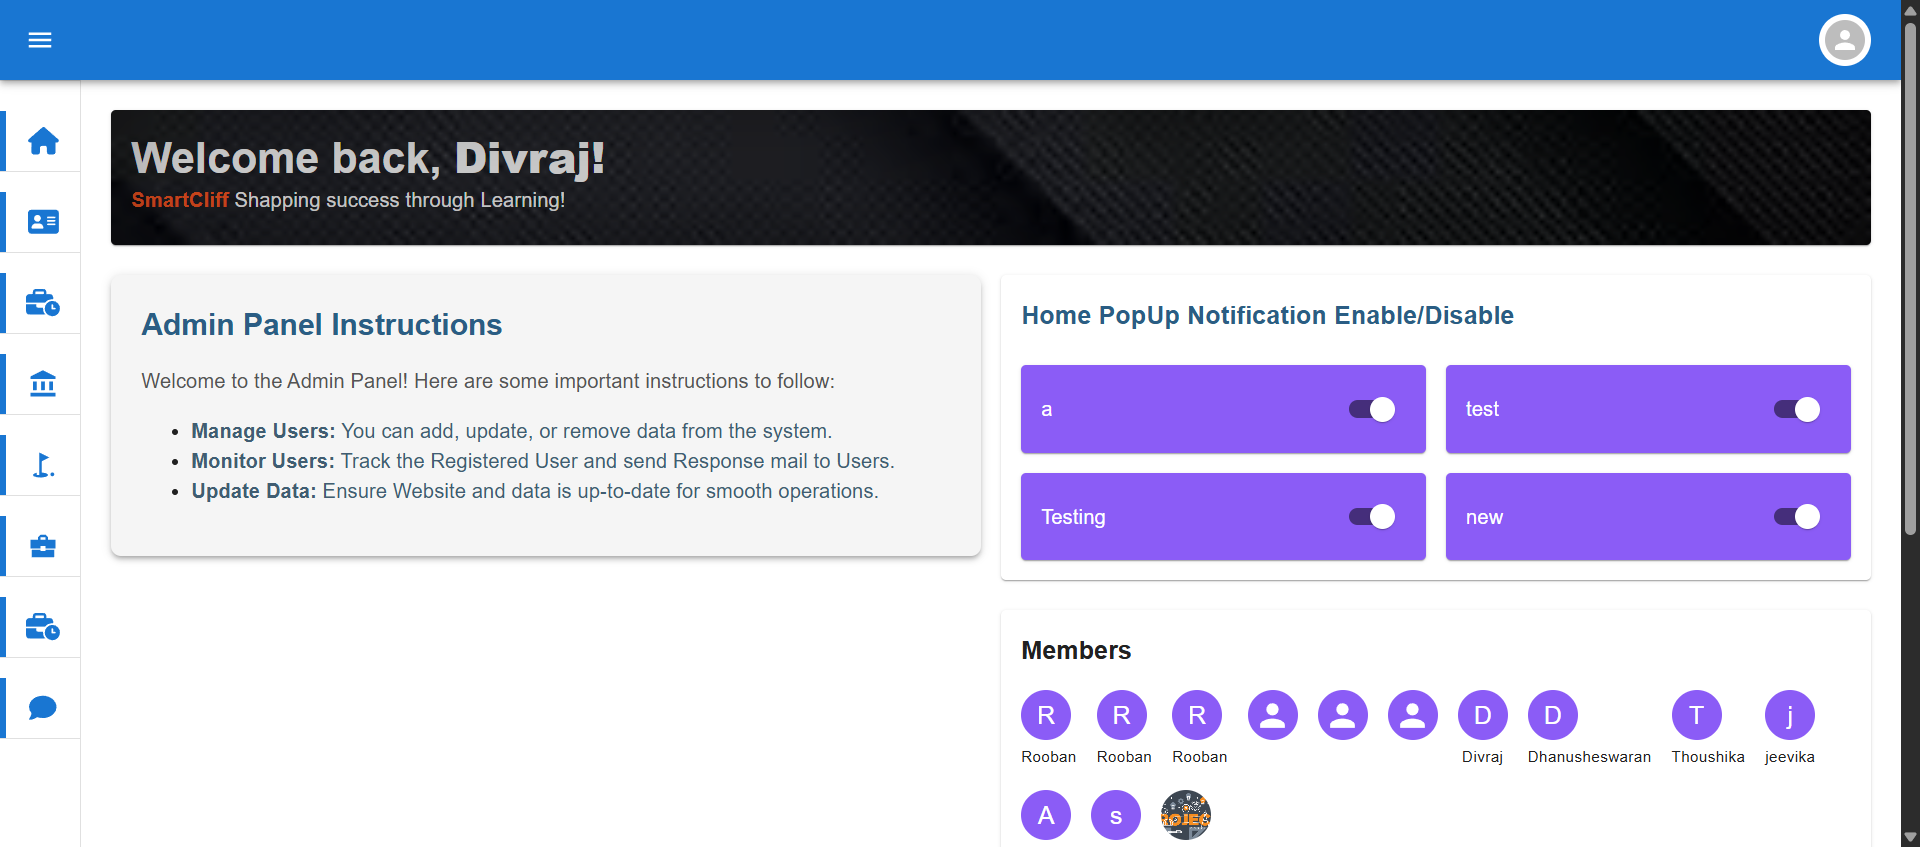 Welcome back, Divraj!
SmartCliff Shapping success through Learning!
Admin Panel Instructions
Welcome to the Admin Panel! Here are some important instructions to follow:
• Manage Users: You can add, update, or remove data from the system.
• Monitor Users: Track the Registered User and send Response mail to Users.
• Update Data: Ensure Website and data is up-to-date for smooth operations.
Home PopUp Notification Enable/Disable
a
test
Testing
new
Members
R R R D D T j
Rooban Rooban Rooban Divraj Dhanusheswaran Thoushika jeevika
A s